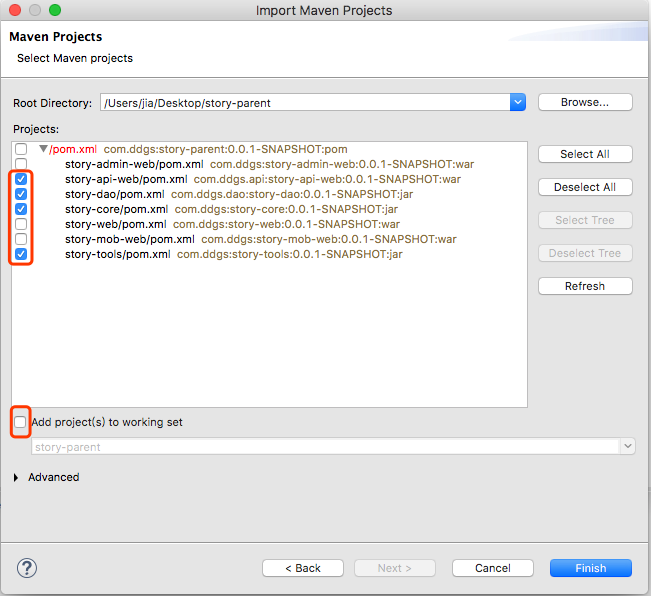 Import Maven Projects
Maven Projects
Select Maven projects
Root Directory: /Users/jia/Desktop/story-parent Browse...
Projects:
/pom.xml com.ddgs:story-parent:0.0.1-SNAPSHOT:pom
story-admin-web/pom.xml com.ddgs:story-admin-web:0.0.1-SNAPSHOT:war
story-api-web/pom.xml com.ddgs.api:story-api-web:0.0.1-SNAPSHOT:war
story-dao/pom.xml com.ddgs.dao:story-dao:0.0.1-SNAPSHOT:jar
story-core/pom.xml com.ddgs:story-core:0.0.1-SNAPSHOT:jar
story-web/pom.xml com.ddgs:story-web:0.0.1-SNAPSHOT:war
story-mob-web/pom.xml com.ddgs:story-mob-web:0.0.1-SNAPSHOT:war
story-tools/pom.xml com.ddgs:story-tools:0.0.1-SNAPSHOT:jar
Select All
Deselect All
Select Tree
Deselect Tree
Refresh
Add project(s) to working set
story-parent
Advanced
?
< Back Next > Cancel Finish